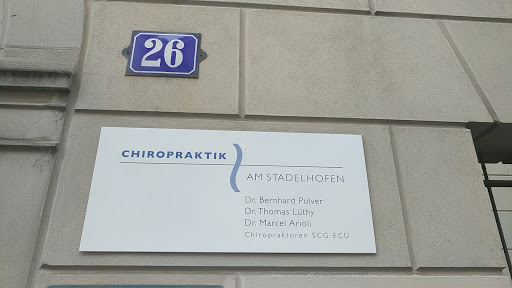 26
CHIROPRAKTIK
AM STADELHOFEN
Dr. Bernhard Pulver
Dr. Thomas Lüthy
Dr. Marcel Arioli
Chiropraktoren SCG ECU